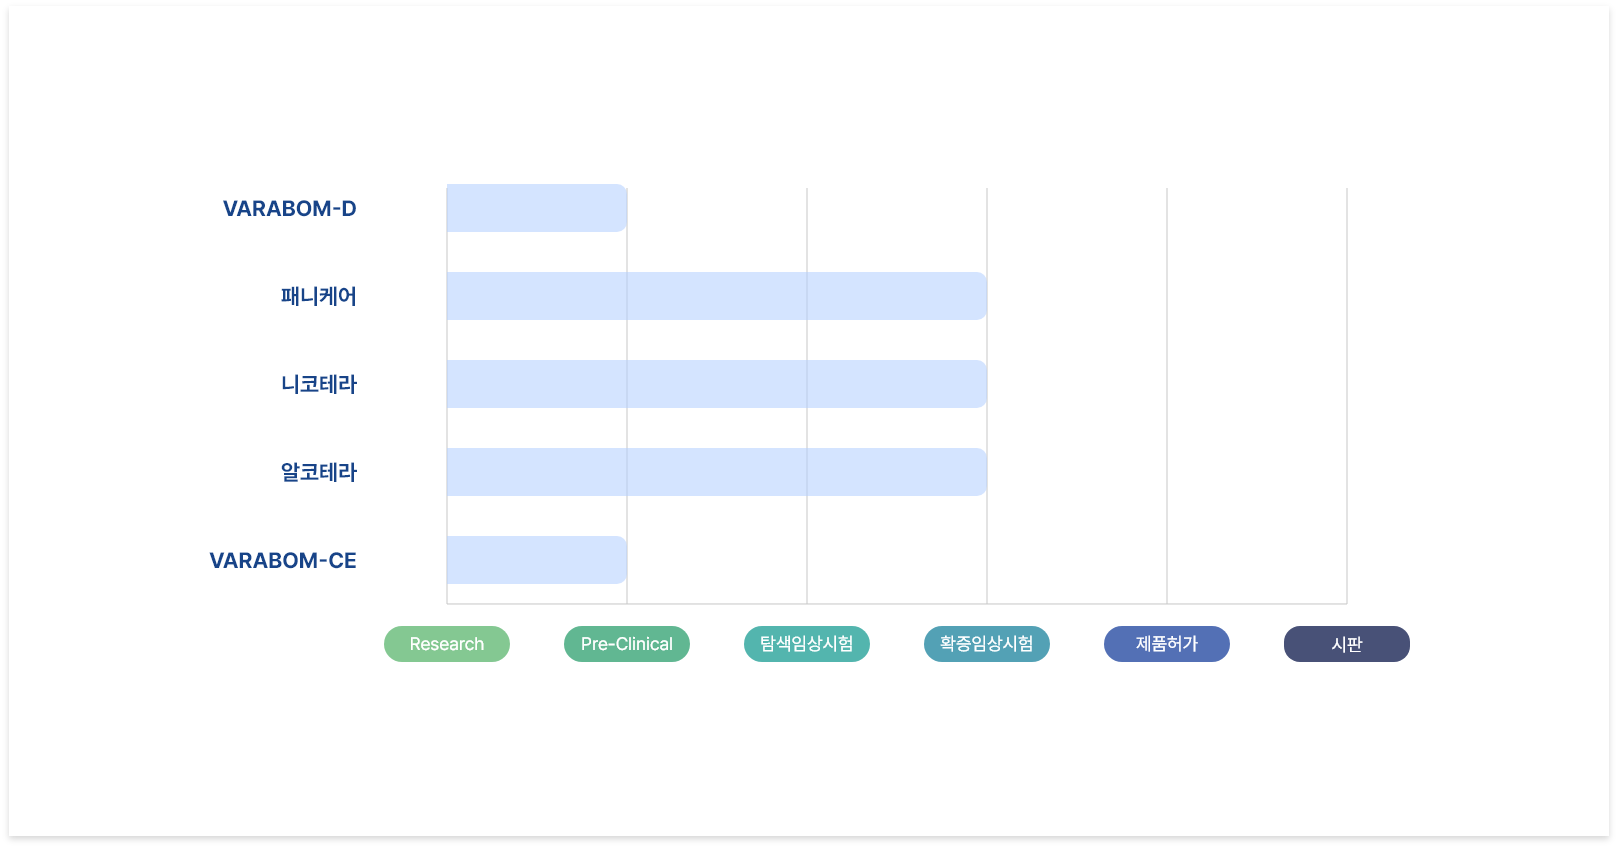 VARABOM-D
패니케어
니코테라
알코테라
VARABOM-CE
Research
Pre-Clinical
탐색임상시험
확증임상시험
제품허가
시판